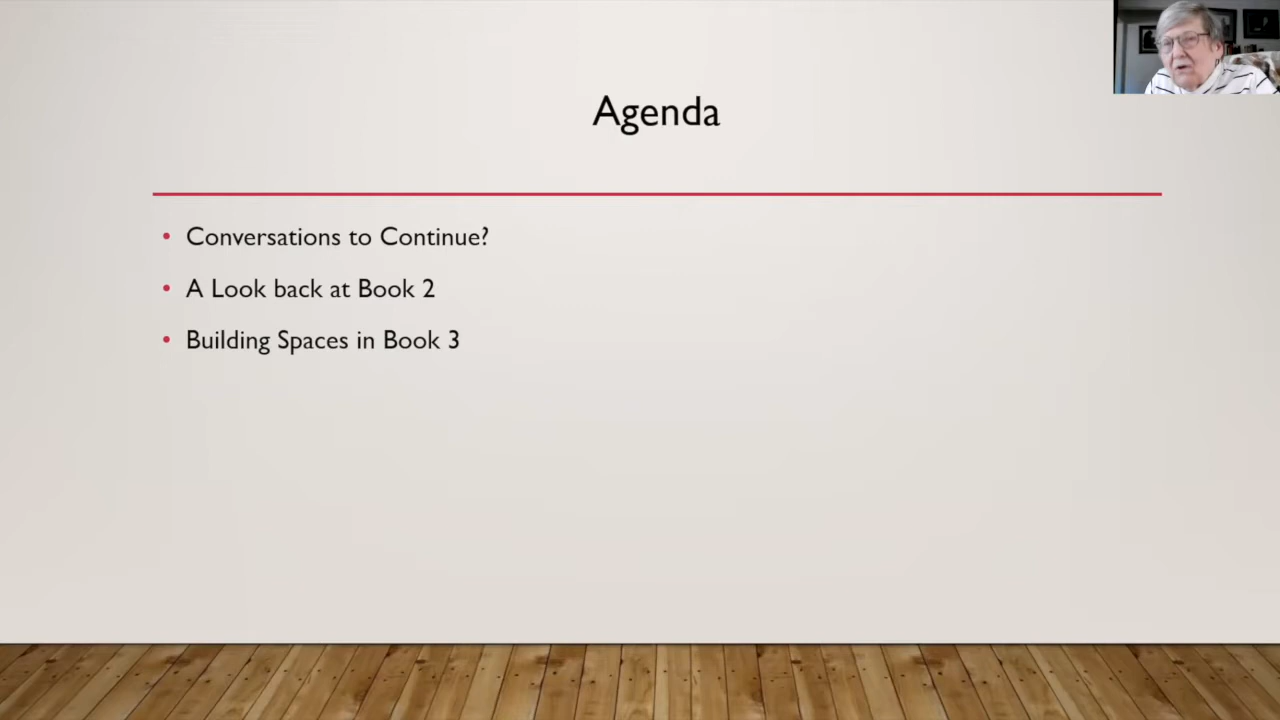 Agenda
• Conversations to Continue?
• A Look back at Book 2
• Building Spaces in Book 3